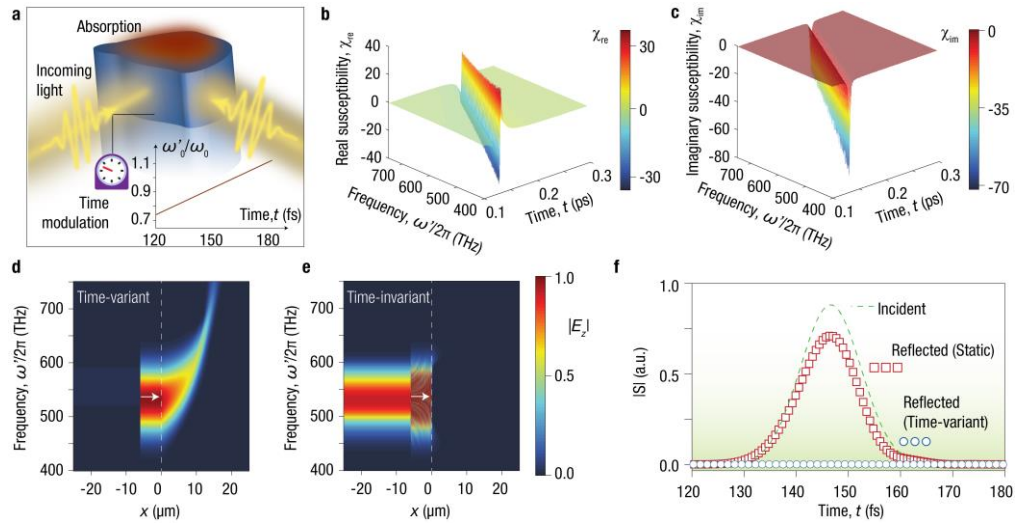 a
Absorption
Incoming
light
ω'₀/ω₀
1.1
0.9
0.7
Time
modulation
Time, t (fs)
120 150 180
b
Real susceptibility, χre
40
20
0
-20
-40
700
600
500
400
Frequency, ω'/2π (THz)
0.1
0.2
0.3
Time, t (ps)
χre
30
0
-30
c
Imaginary susceptibility, χim
0
-20
-40
-60
-80
700
600
500
400
Frequency, ω'/2π (THz)
0.1
0.2
0.3
Time, t (ps)
χim
0
-35
-70
d
Time-variant
Frequency, ω'/2π (THz)
700
600
500
400
-20 -10 0 10 20
x (μm)
e
Time-invariant
Frequency, ω'/2π (THz)
700
600
500
400
-20 -10 0 10 20
x (μm)
1.0
|Ez|
0.5
0.0
f
|S| (a.u.)
1.0
0.5
0.0
Incident
Reflected (Static)
Reflected
(Time-variant)
120 130 140 150 160 170 180
Time, t (fs)